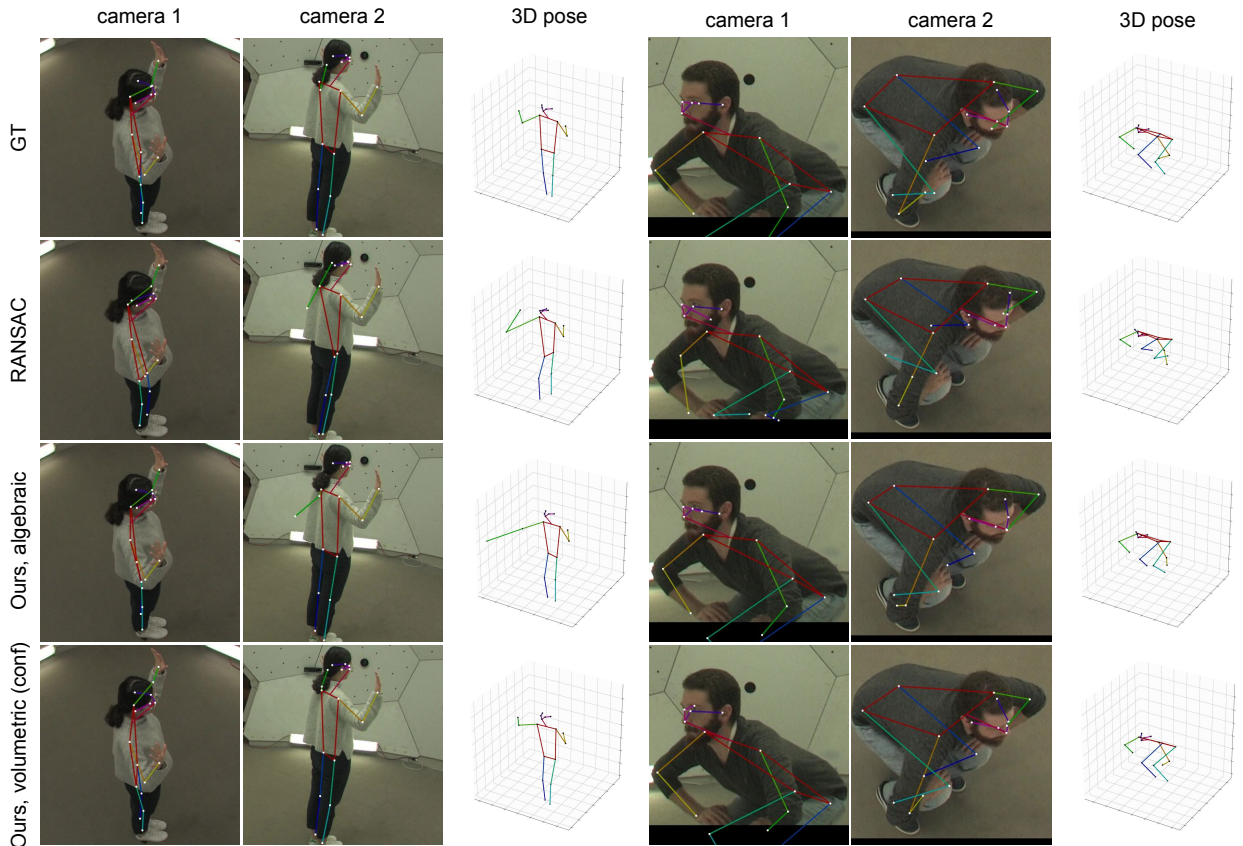 camera 1 camera 2 3D pose camera 1 camera 2 3D pose
GT
RANSAC
Ours, algebraic
Ours, volumetric (conf)